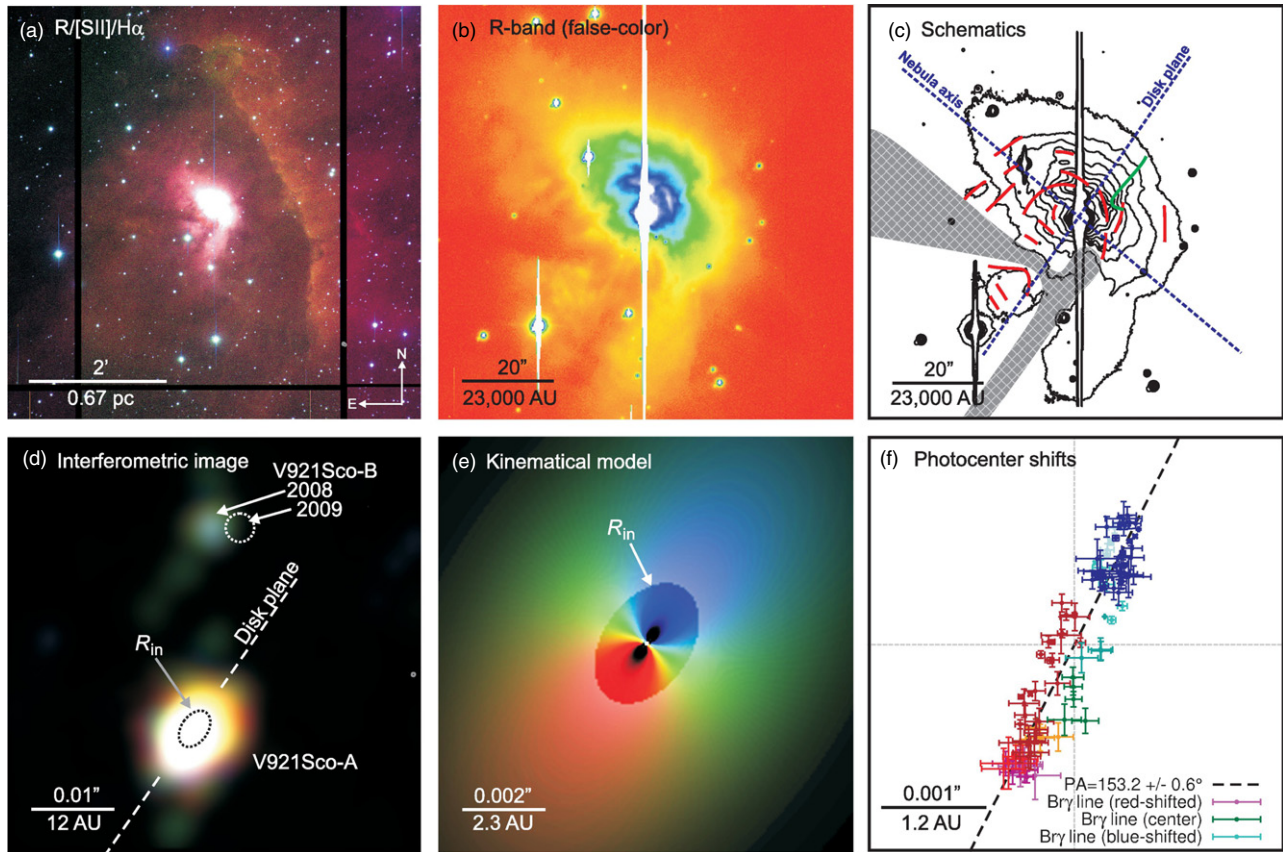 (a) R/[SII]/Hα
2'
0.67 pc
N
E
(b) R-band (false-color)
20”
23,000 AU
(c) Schematics
Nebula axis
Disk plane
20”
23,000 AU
(d) Interferometric image
V921Sco-B
2008
2009
Disk plane
Rin
V921Sco-A
0.01”
12 AU
(e) Kinematical model
Rin
0.002”
2.3 AU
(f) Photocenter shifts
0.001”
1.2 AU
PA=153.2 +/- 0.6°
Brγ line (red-shifted)
Brγ line (center)
Brγ line (blue-shifted)